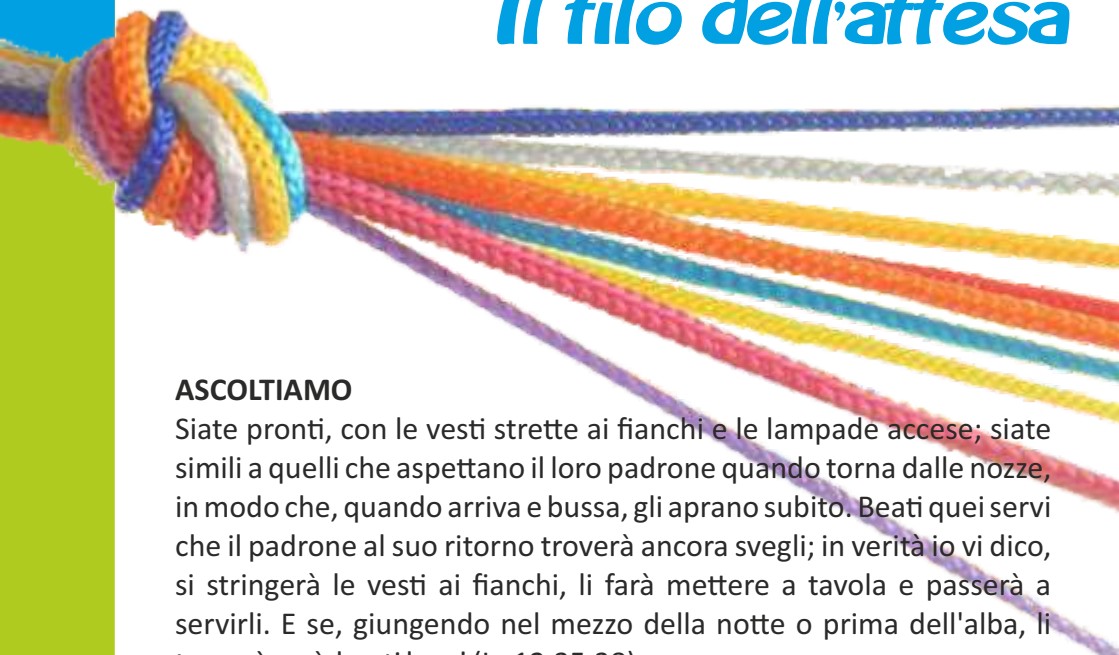 Il filo dell'attesa
ASCOLTIAMO
Siate pronti, con le vesti strette ai fianchi e le lampade accese; siate
simili a quelli che aspettano il loro padrone quando torna dalle nozze,
in modo che, quando arriva e bussa, gli aprano subito. Beati quei servi
che il padrone al suo ritorno troverà ancora svegli; in verità io vi dico,
si stringerà le vesti ai fianchi, li farà mettere a tavola e passerà a
servirli. E se, giungendo nel mezzo della notte o prima dell'alba, li